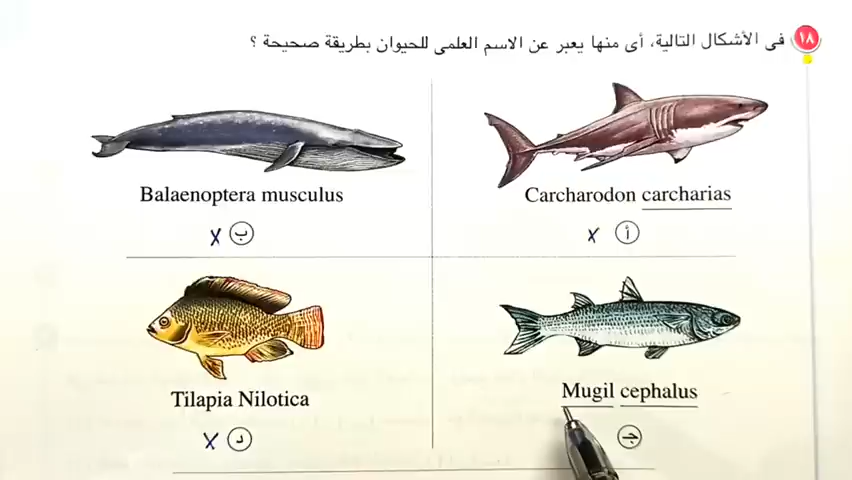 ١٨ فى الأشكال التالية، أى منها يعبر عن الاسم العلمى للحيوان بطريقة صحيحة ؟
Carcharodon carcharias
أ X
Balaenoptera musculus
ب X
Mugil cephalus
جـ
Tilapia Nilotica
د X